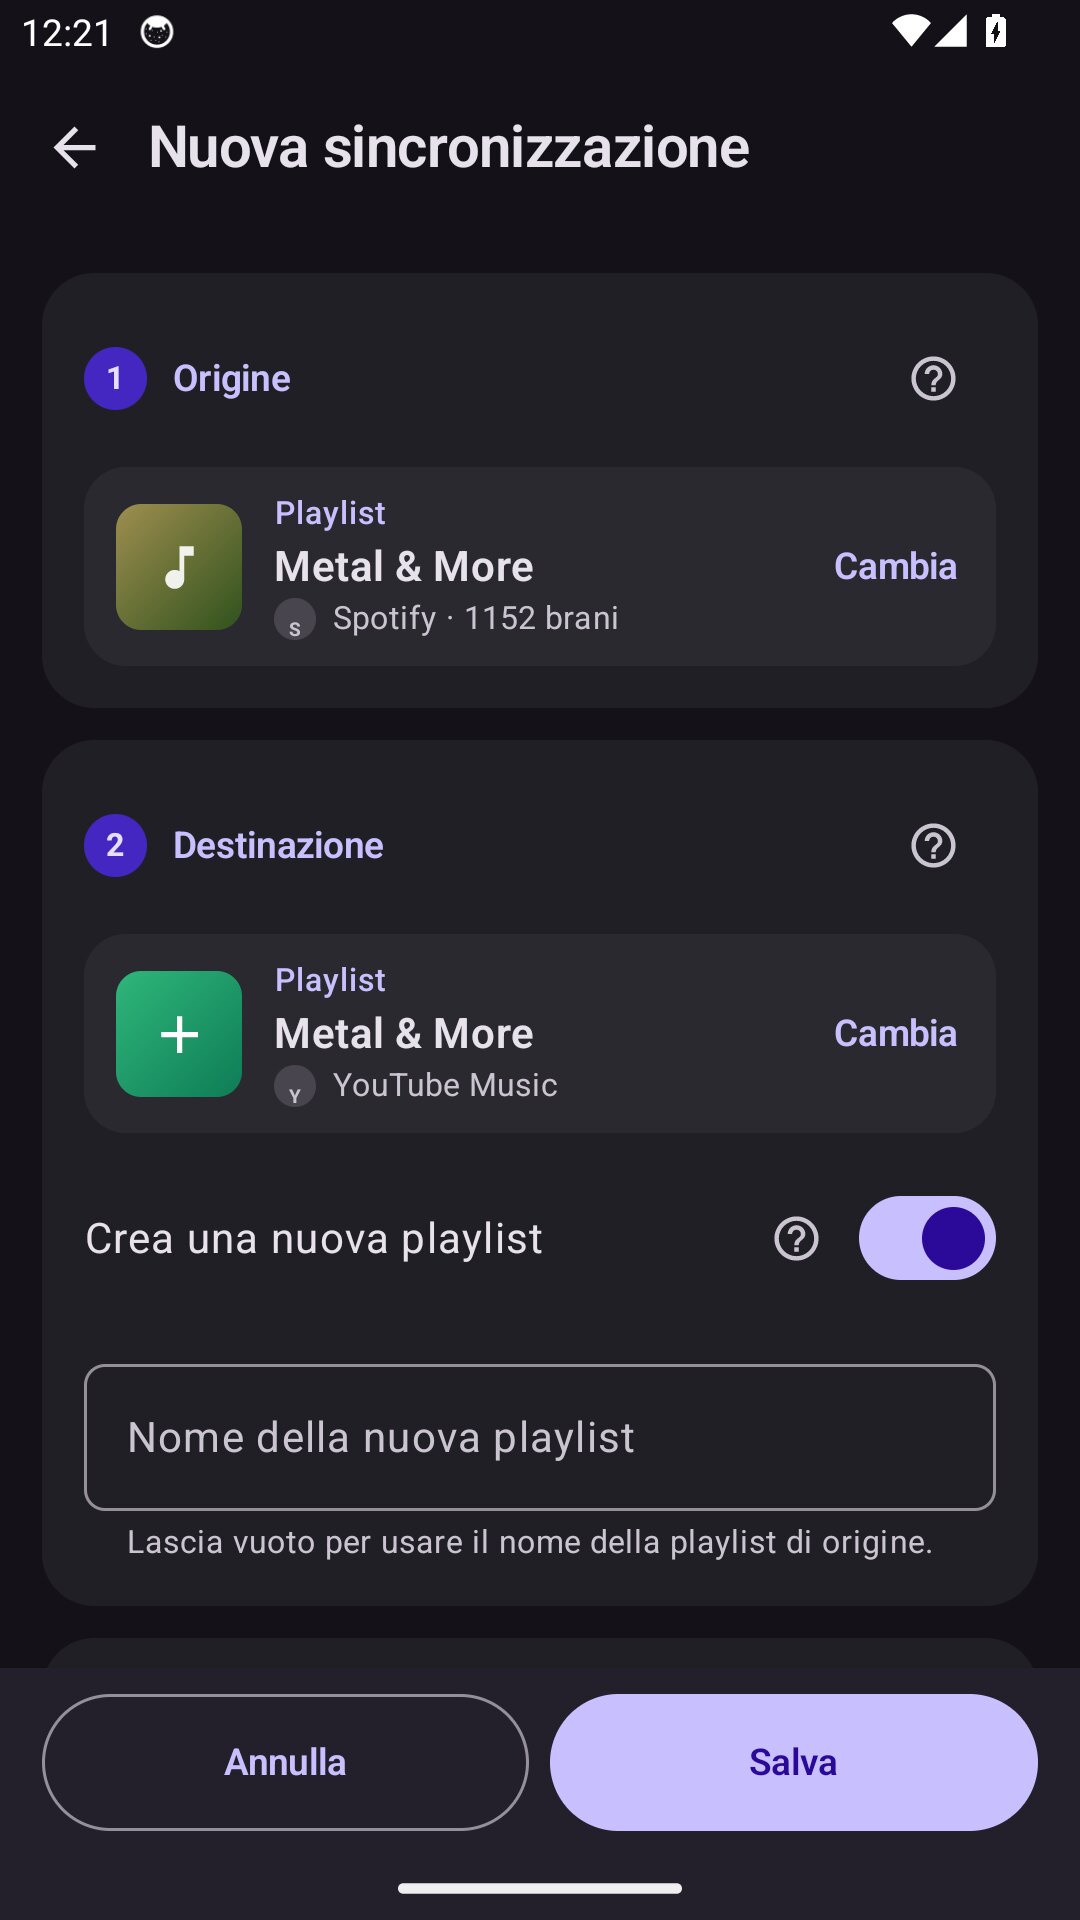 12:21
Nuova sincronizzazione
1 Origine
Playlist
Metal & More
Cambia
S Spotify · 1152 brani
2 Destinazione
Playlist
Metal & More
Cambia
Y YouTube Music
Crea una nuova playlist
Nome della nuova playlist
Lascia vuoto per usare il nome della playlist di origine.
Annulla
Salva